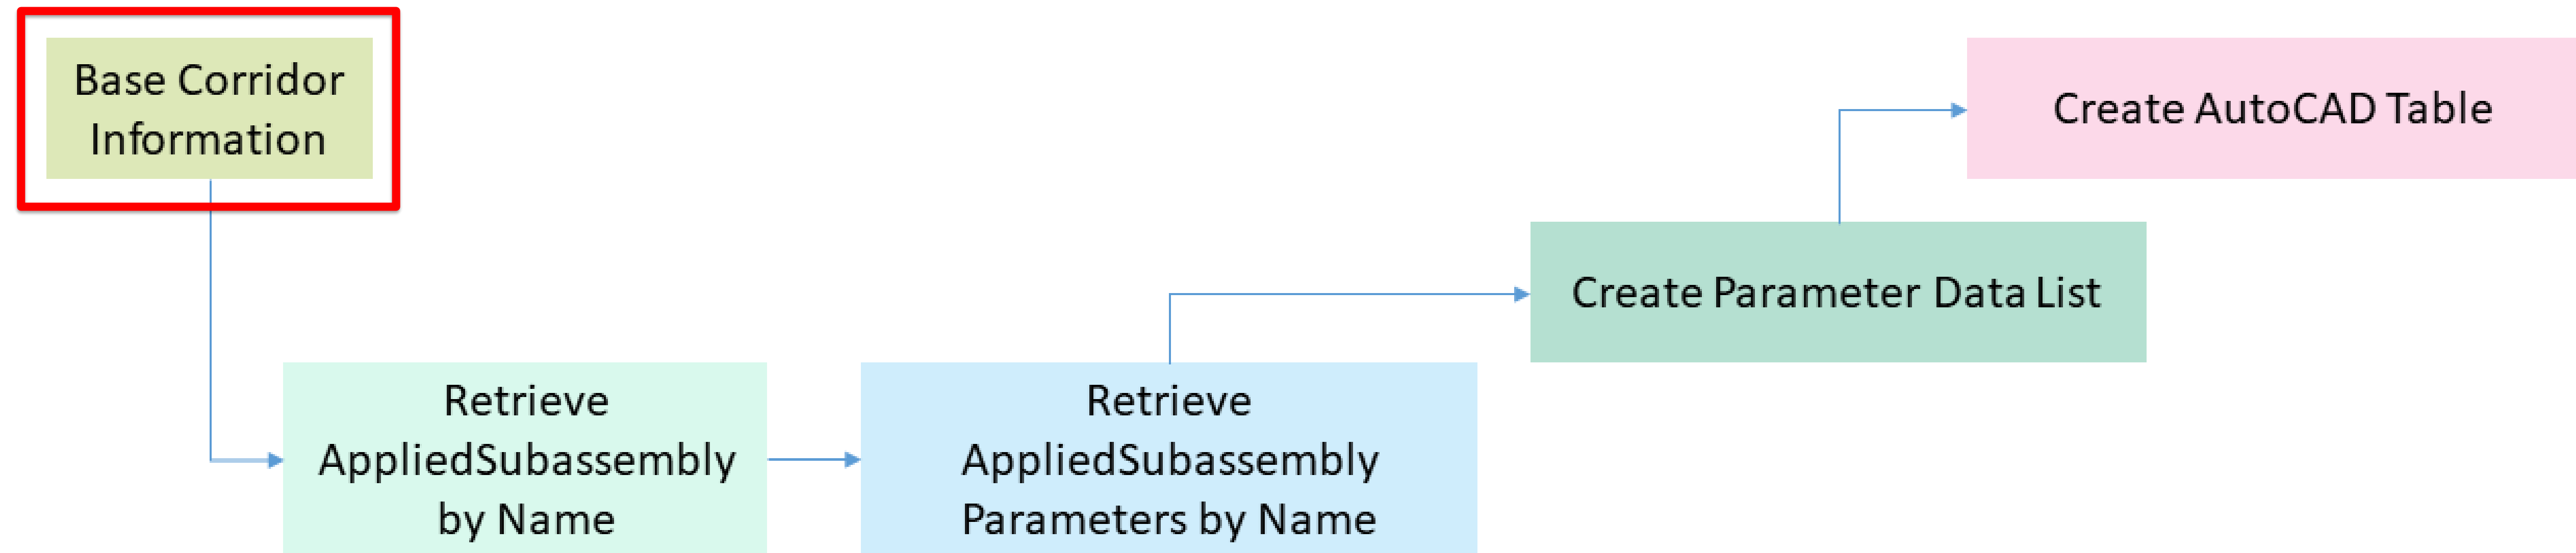 Base Corridor
Information
Retrieve
AppliedSubassembly
by Name
Retrieve
AppliedSubassembly
Parameters by Name
Create Parameter Data List
Create AutoCAD Table